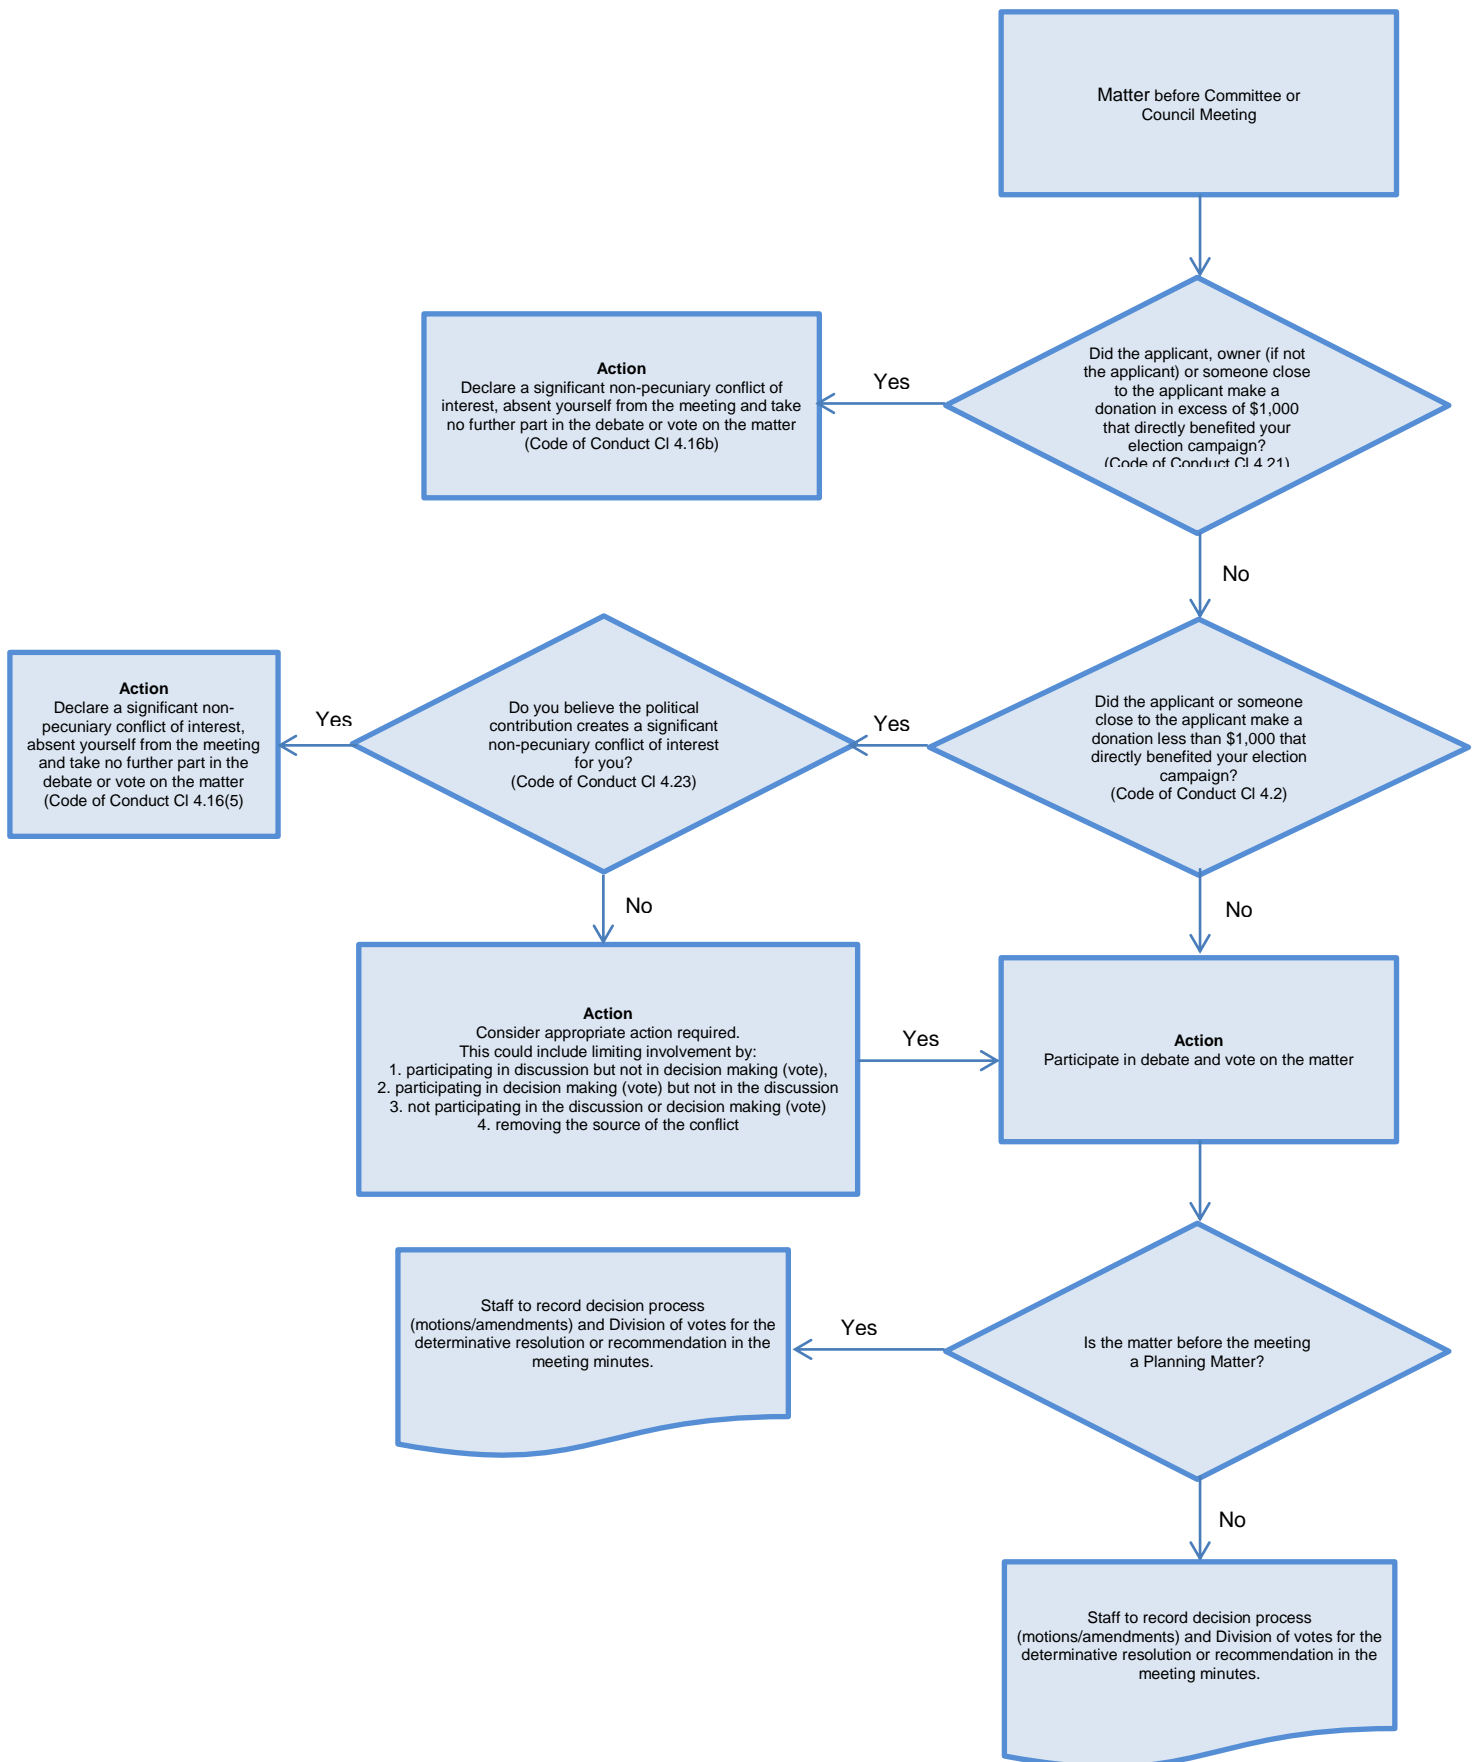 Matter before Committee or
Council Meeting
Did the applicant, owner (if not
the applicant) or someone close
to the applicant make a
donation in excess of $1,000
that directly benefited your
election campaign?
(Code of Conduct Cl 4.21)
Yes
Action
Declare a significant non-pecuniary conflict of
interest, absent yourself from the meeting and take
no further part in the debate or vote on the matter
(Code of Conduct Cl 4.16b)
No
Did the applicant or someone
close to the applicant make a
donation less than $1,000 that
directly benefited your election
campaign?
(Code of Conduct Cl 4.2)
Yes
Do you believe the political
contribution creates a significant
non-pecuniary conflict of interest
for you?
(Code of Conduct Cl 4.23)
Yes
Action
Declare a significant non-
pecuniary conflict of interest,
absent yourself from the meeting
and take no further part in the
debate or vote on the matter
(Code of Conduct Cl 4.16(5)
No
No
Action
Consider appropriate action required.
This could include limiting involvement by:
1. participating in discussion but not in decision making (vote),
2. participating in decision making (vote) but not in the discussion
3. not participating in the discussion or decision making (vote)
4. removing the source of the conflict
Yes
Action
Participate in debate and vote on the matter
Is the matter before the meeting
a Planning Matter?
Yes
Staff to record decision process
(motions/amendments) and Division of votes for the
determinative resolution or recommendation in the
meeting minutes.
No
Staff to record decision process
(motions/amendments) and Division of votes for the
determinative resolution or recommendation in the
meeting minutes.